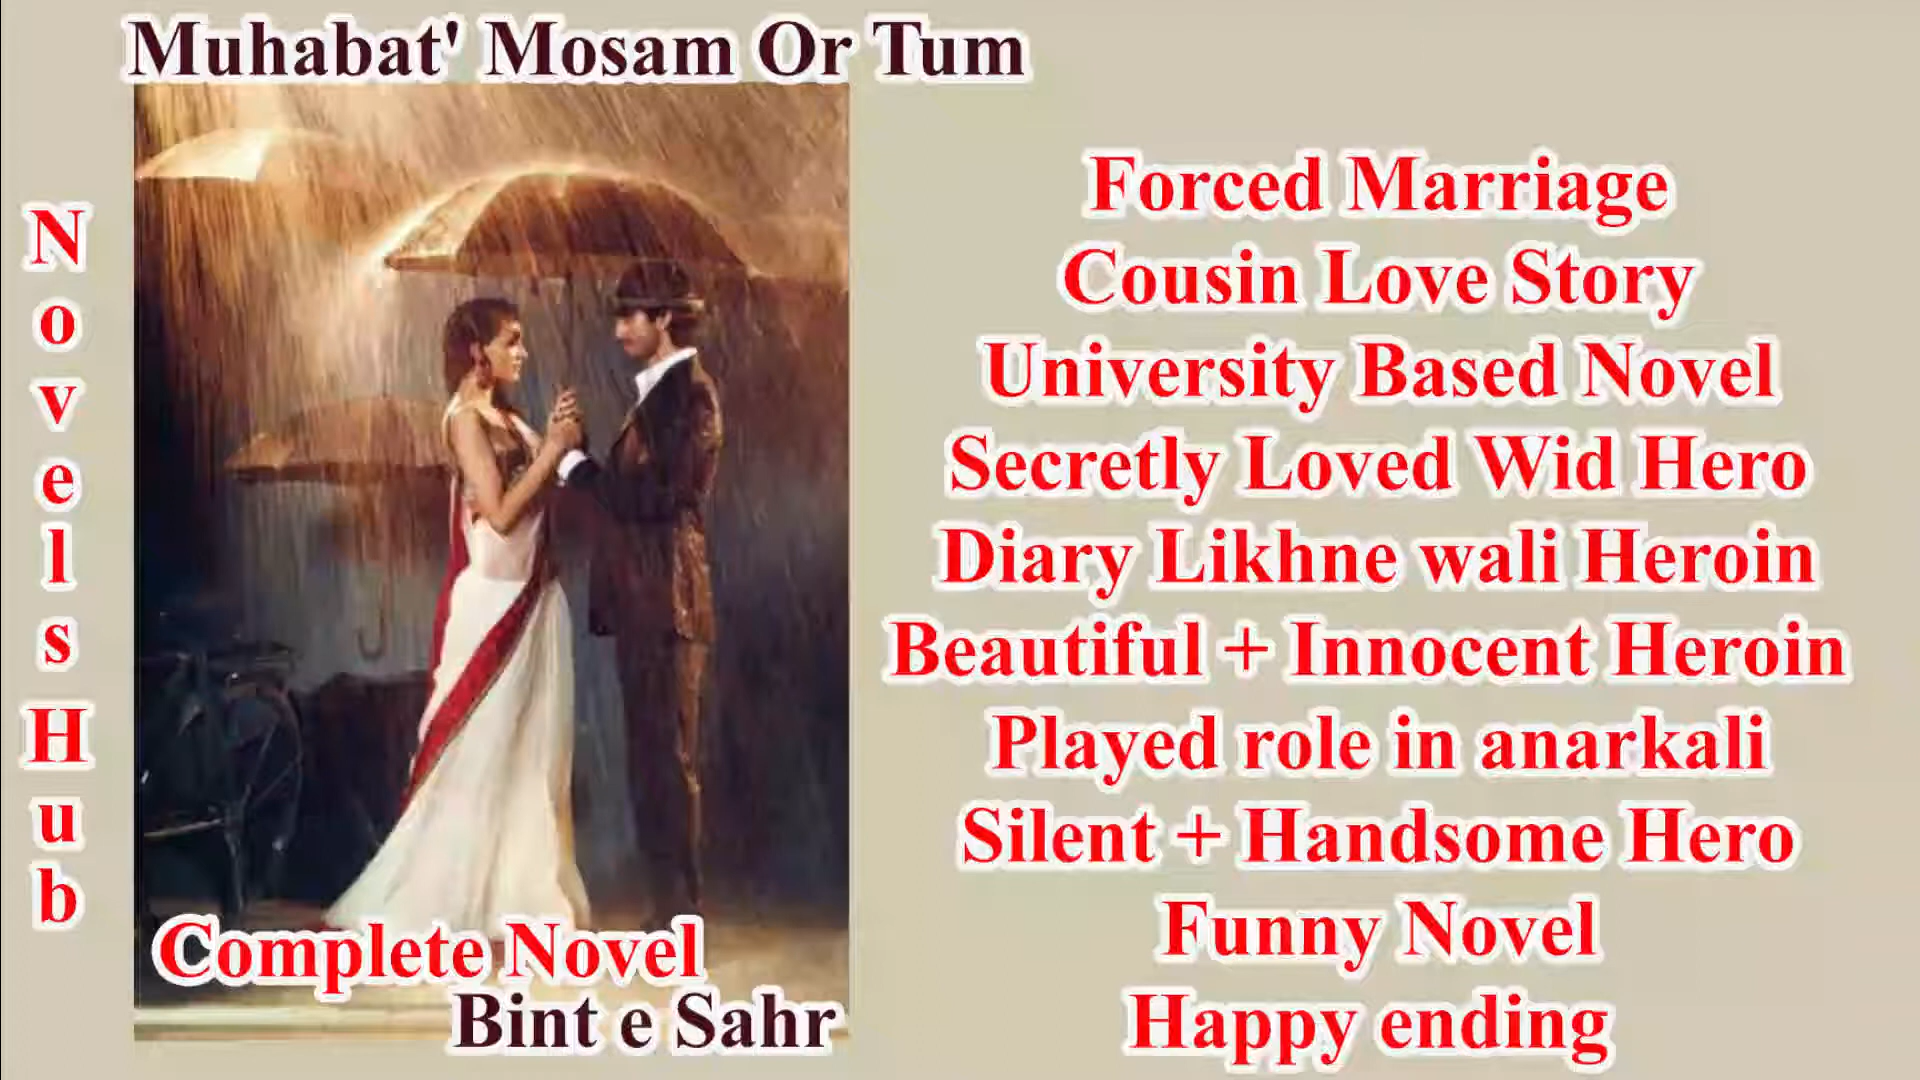 Muhabat' Mosam Or Tum
Novels Hub
Complete Novel
Bint e Sahr
Forced Marriage
Cousin Love Story
University Based Novel
Secretly Loved Wid Hero
Diary Likhne wali Heroin
Beautiful + Innocent Heroin
Played role in anarkali
Silent + Handsome Hero
Funny Novel
Happy ending